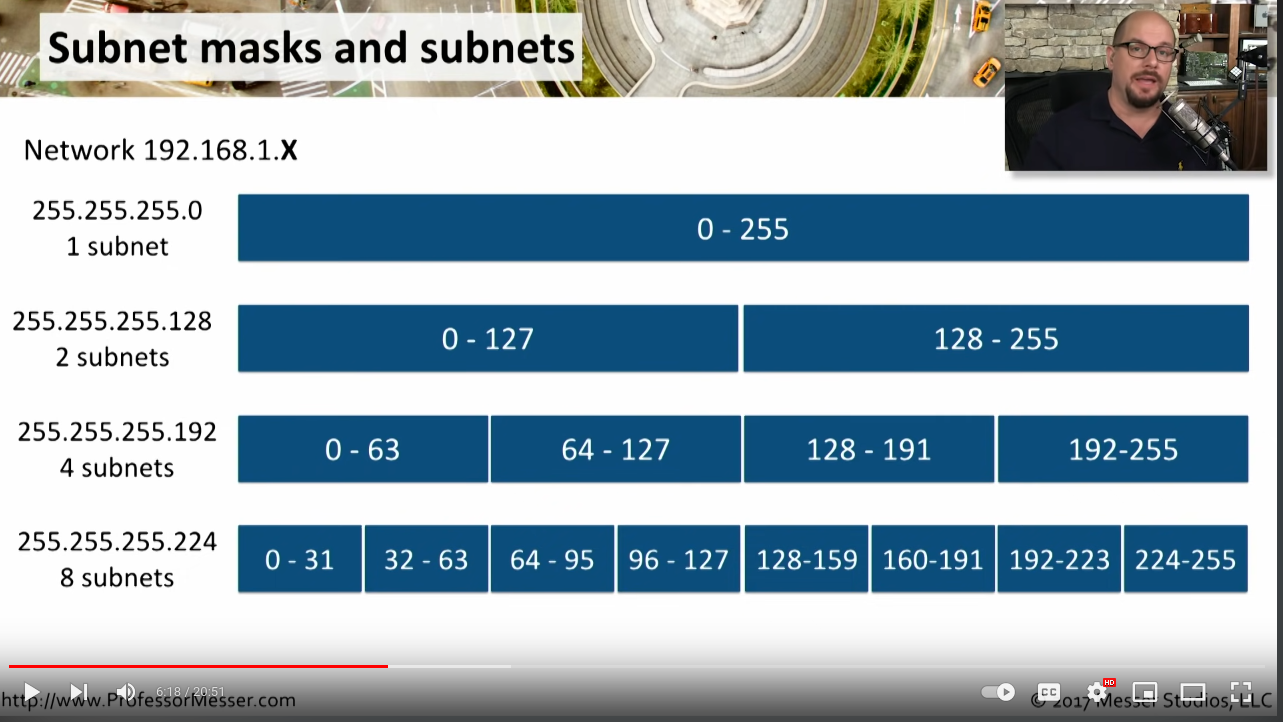 Subnet masks and subnets
Network 192.168.1.X
255.255.255.0
1 subnet
0 - 255
255.255.255.128
2 subnets
0 - 127
128 - 255
255.255.255.192
4 subnets
0 - 63
64 - 127
128 - 191
192-255
255.255.255.224
8 subnets
0 - 31
32 - 63
64 - 95
96 - 127
128-159
160-191
192-223
224-255
6:18 / 20:51
CC
HD
http://www.ProfessorMesser.com
© 2017 Messer Studios, LLC